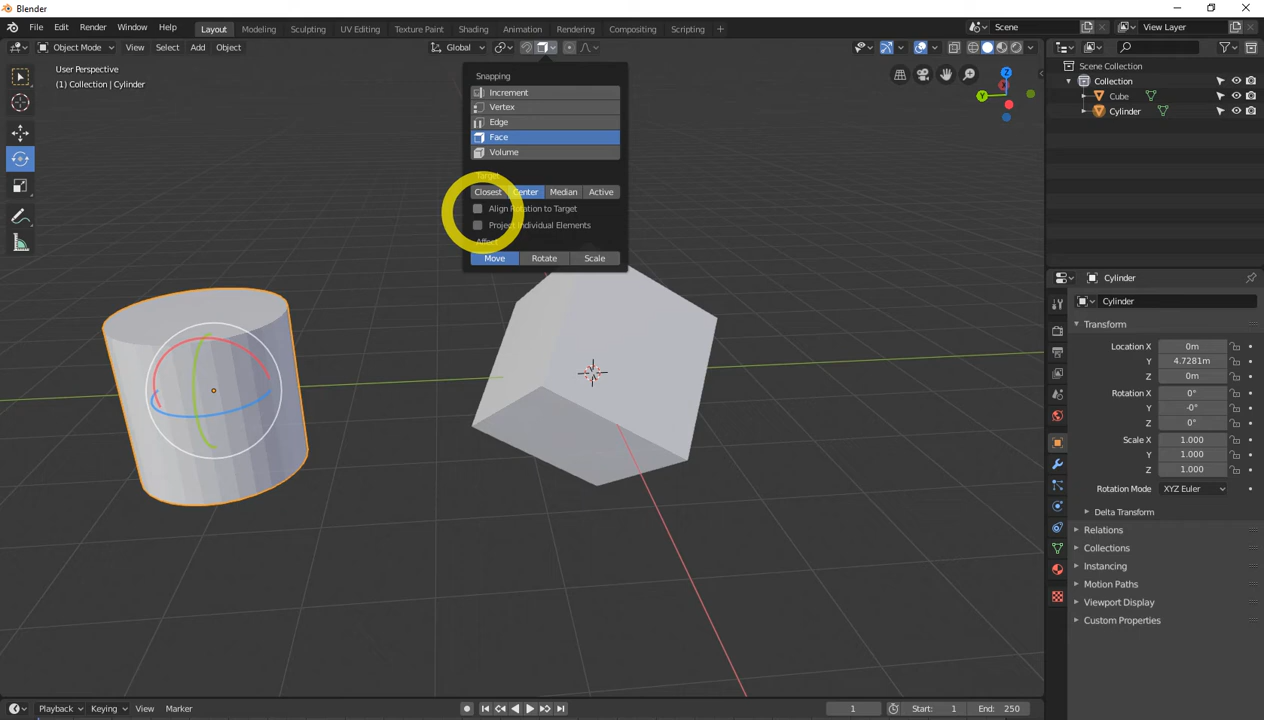 Blender
File Edit Window Render Help
Layout Modeling Sculpting UV Editing Texture Paint Shading Animation Rendering Compositing Scripting +
Scene
View Layer
Object Mode View Select Add Object
Global
User Perspective
(1) Collection | Cylinder
Snapping
Increment
Vertex
Edge
Face
Volume
Target
Closest Center Median Active
Align Rotation to Target
Project Individual Elements
Affect
Move Rotate Scale
Z
Y
Scene Collection
Collection
Cube
Cylinder
Cylinder
Cylinder
Transform
Location X 0m
Y 4.7281m
Z 0m
Rotation X 0°
Y -0°
Z 0°
Scale X 1.000
Y 1.000
Z 1.000
Rotation Mode XYZ Euler
Delta Transform
Relations
Collections
Instancing
Motion Paths
Viewport Display
Custom Properties
Playback Keying View Marker
1 Start: 1 End: 250